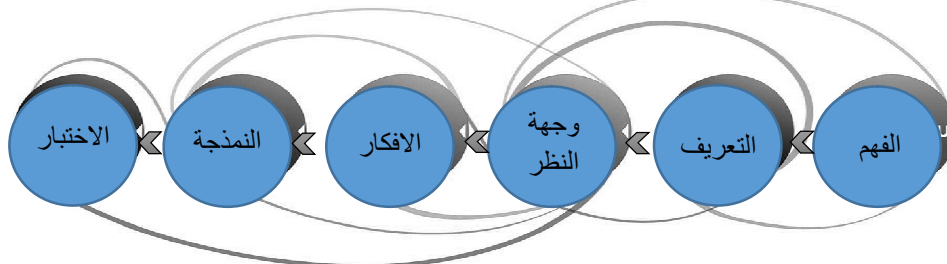 الفهم
التعريف
وجهة
النظر
الافكار
النمذجة
الاختبار